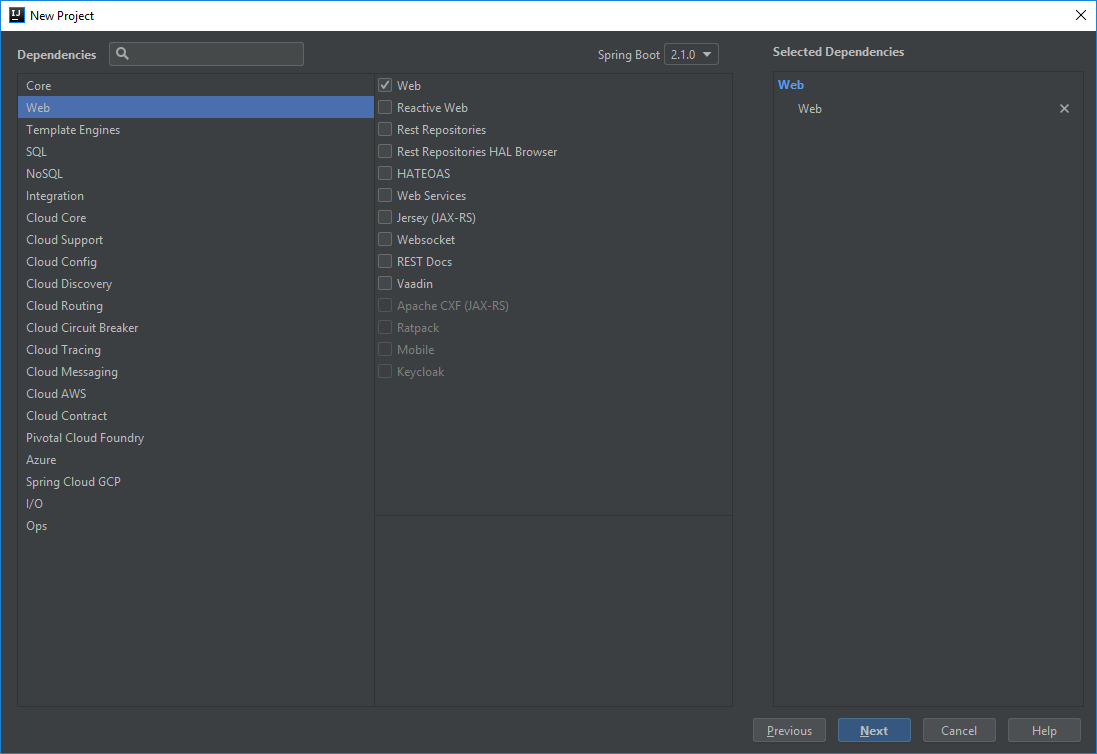 IJ New Project
Dependencies
Spring Boot 2.1.0
Selected Dependencies
Core
Web
Template Engines
SQL
NoSQL
Integration
Cloud Core
Cloud Support
Cloud Config
Cloud Discovery
Cloud Routing
Cloud Circuit Breaker
Cloud Tracing
Cloud Messaging
Cloud AWS
Cloud Contract
Pivotal Cloud Foundry
Azure
Spring Cloud GCP
I/O
Ops
Web
Reactive Web
Rest Repositories
Rest Repositories HAL Browser
HATEOAS
Web Services
Jersey (JAX-RS)
Websocket
REST Docs
Vaadin
Apache CXF (JAX-RS)
Ratpack
Mobile
Keycloak
Web
Web
Previous
Next
Cancel
Help